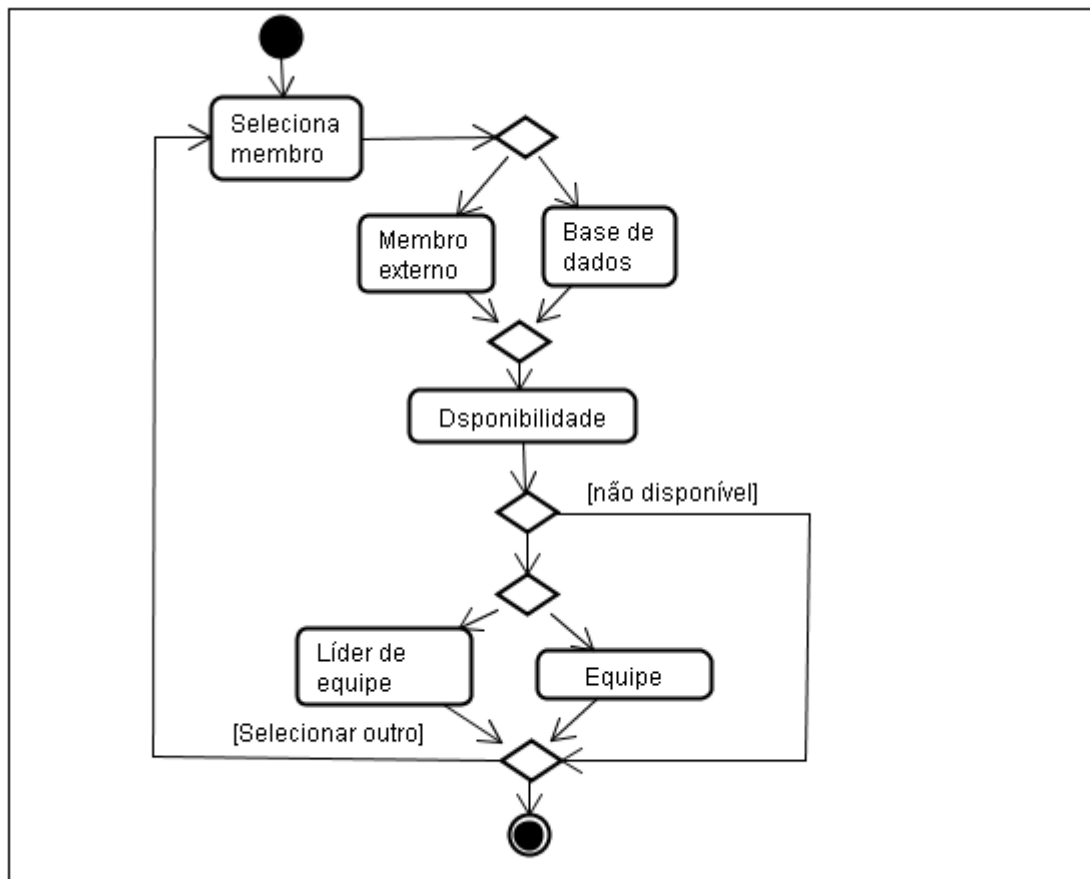 Seleciona
membro
Membro
externo
Base de
dados
Dsponibilidade
[não disponível]
Líder de
equipe
Equipe
[Selecionar outro]